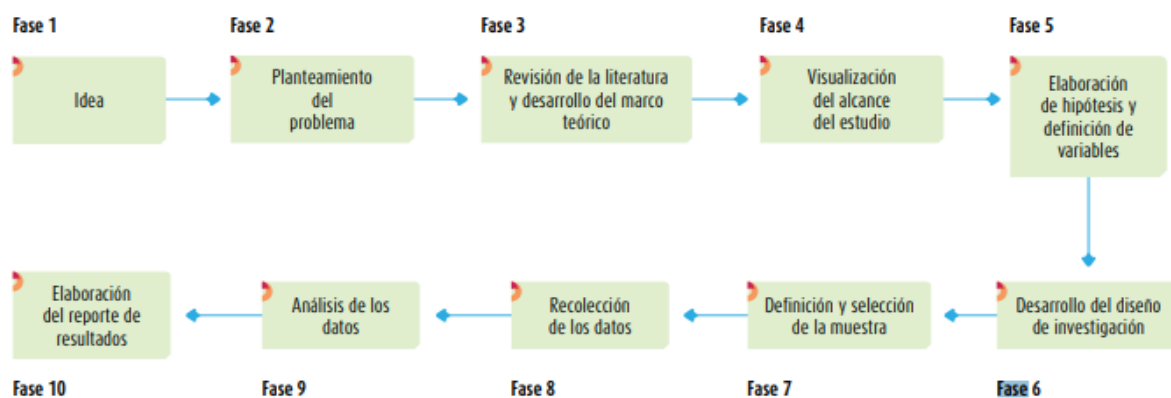 Fase 1
Fase 2
Fase 3
Fase 4
Fase 5
Idea
Planteamiento
del
problema
Revisión de la literatura
y desarrollo del marco
teórico
Visualización
del alcance
del estudio
Elaboración
de hipótesis y
definición de
variables
Elaboración
del reporte de
resultados
Análisis de los
datos
Recolección
de los datos
Definición y selección
de la muestra
Desarrollo del diseño
de investigación
Fase 10
Fase 9
Fase 8
Fase 7
Fase 6